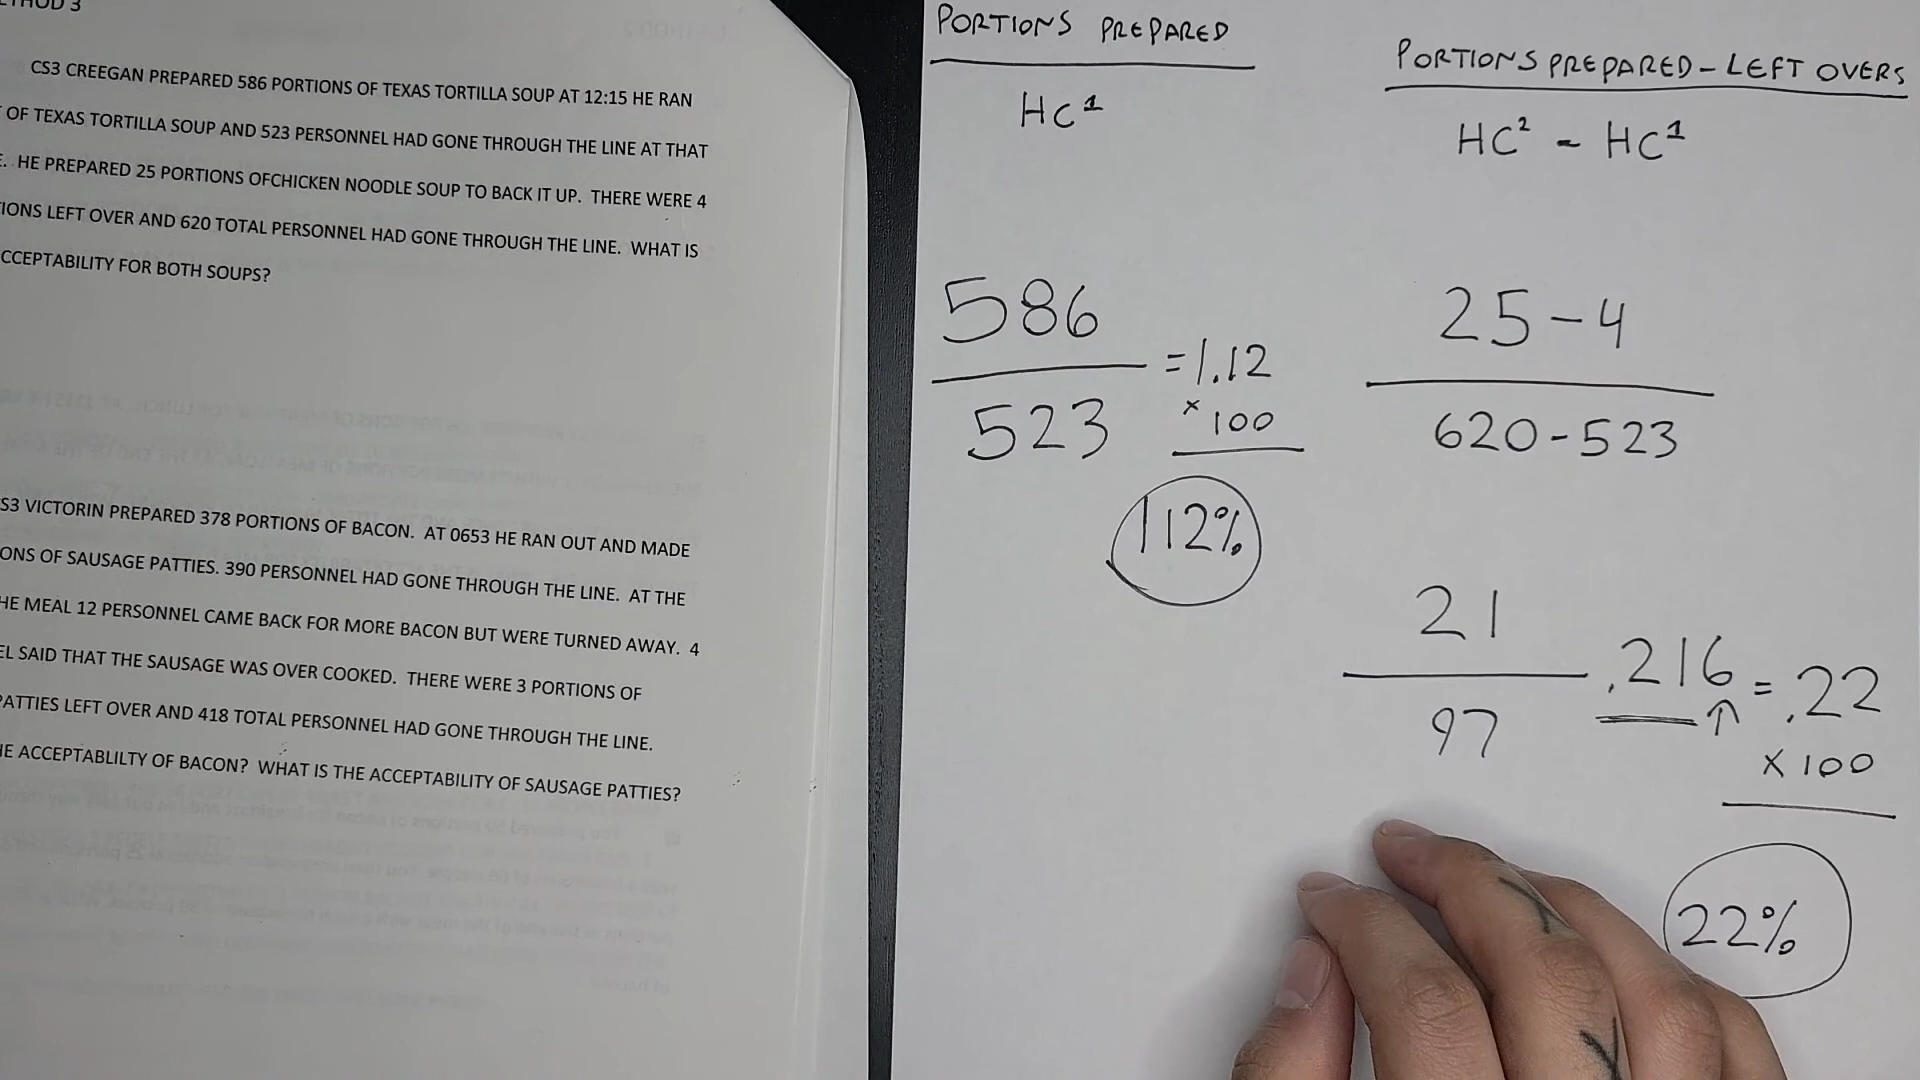 CS3 CREEGAN PREPARED 586 PORTIONS OF TEXAS TORTILLA SOUP AT 12:15 HE RAN
OF TEXAS TORTILLA SOUP AND 523 PERSONNEL HAD GONE THROUGH THE LINE AT THAT
HE PREPARED 25 PORTIONS OFCHICKEN NOODLE SOUP TO BACK IT UP. THERE WERE 4
IONS LEFT OVER AND 620 TOTAL PERSONNEL HAD GONE THROUGH THE LINE. WHAT IS
CCEPTABILITY FOR BOTH SOUPS?
S3 VICTORIN PREPARED 378 PORTIONS OF BACON. AT 0653 HE RAN OUT AND MADE
ONS OF SAUSAGE PATTIES. 390 PERSONNEL HAD GONE THROUGH THE LINE. AT THE
HE MEAL 12 PERSONNEL CAME BACK FOR MORE BACON BUT WERE TURNED AWAY. 4
EL SAID THAT THE SAUSAGE WAS OVER COOKED. THERE WERE 3 PORTIONS OF
PATTIES LEFT OVER AND 418 TOTAL PERSONNEL HAD GONE THROUGH THE LINE.
HE ACCEPTABLILTY OF BACON? WHAT IS THE ACCEPTABILITY OF SAUSAGE PATTIES?
PORTIONS PREPARED
HC¹
586
523
=1.12
×100
112%
PORTIONS PREPARED - LEFT OVERS
HC² - HC¹
25-4
620-523
21
97
.216 = .22
×100
22%